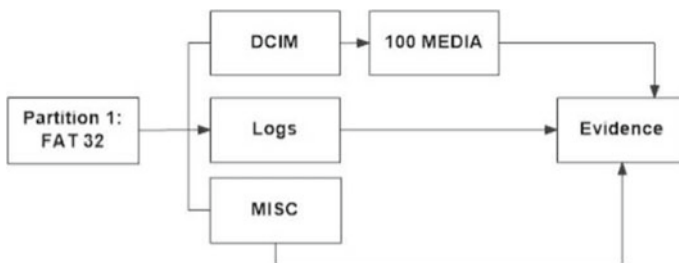 DCIM
100 MEDIA
Partition 1:
FAT 32
Logs
Evidence
MISC